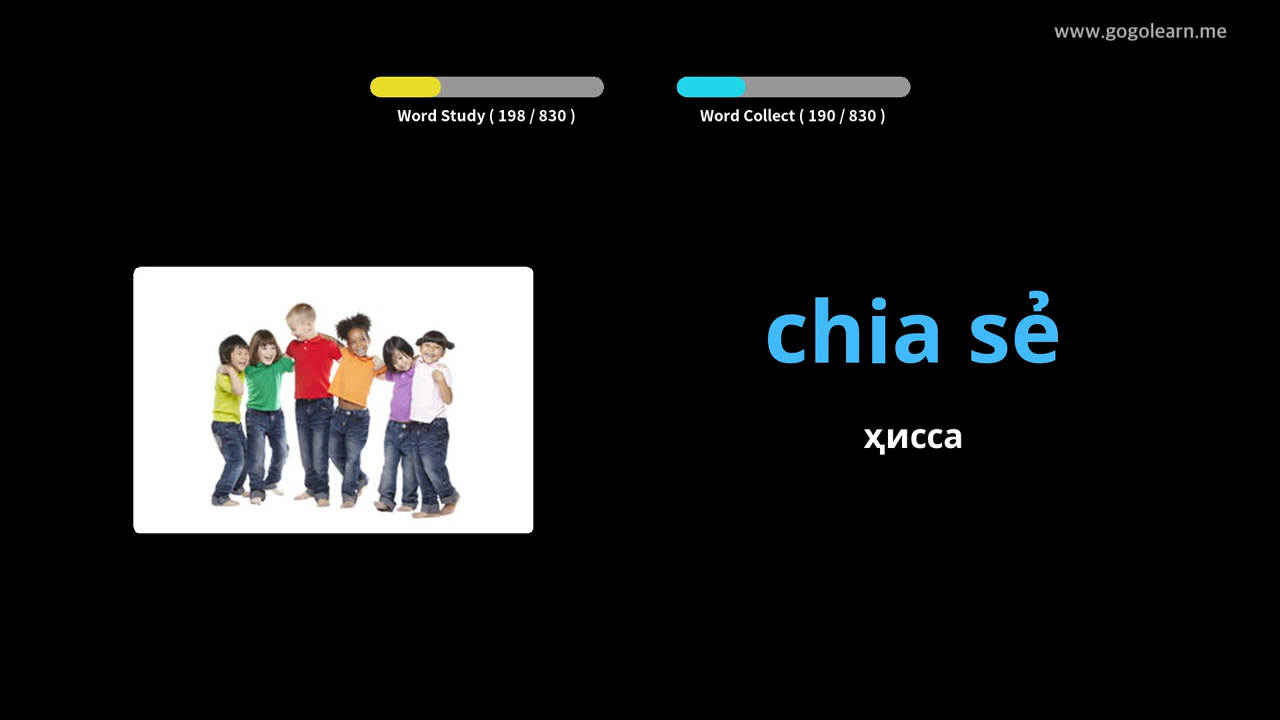 www.gogolearn.me
Word Study ( 198 / 830 )
Word Collect ( 190 / 830 )
chia sẻ
ҳисса